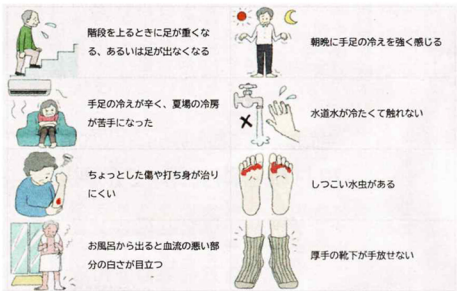 階段を上るときに足が重くな
る、あるいは足が出なくなる
手足の冷えが辛く、夏場の冷房
が苦手になった
ちょっとした傷や打ち身が治り
にくい
お風呂から出ると血流の悪い部
分の白さが目立つ
朝晩に手足の冷えを強く感じる
水道水が冷たくて触れない
しつこい水虫がある
厚手の靴下が手放せない